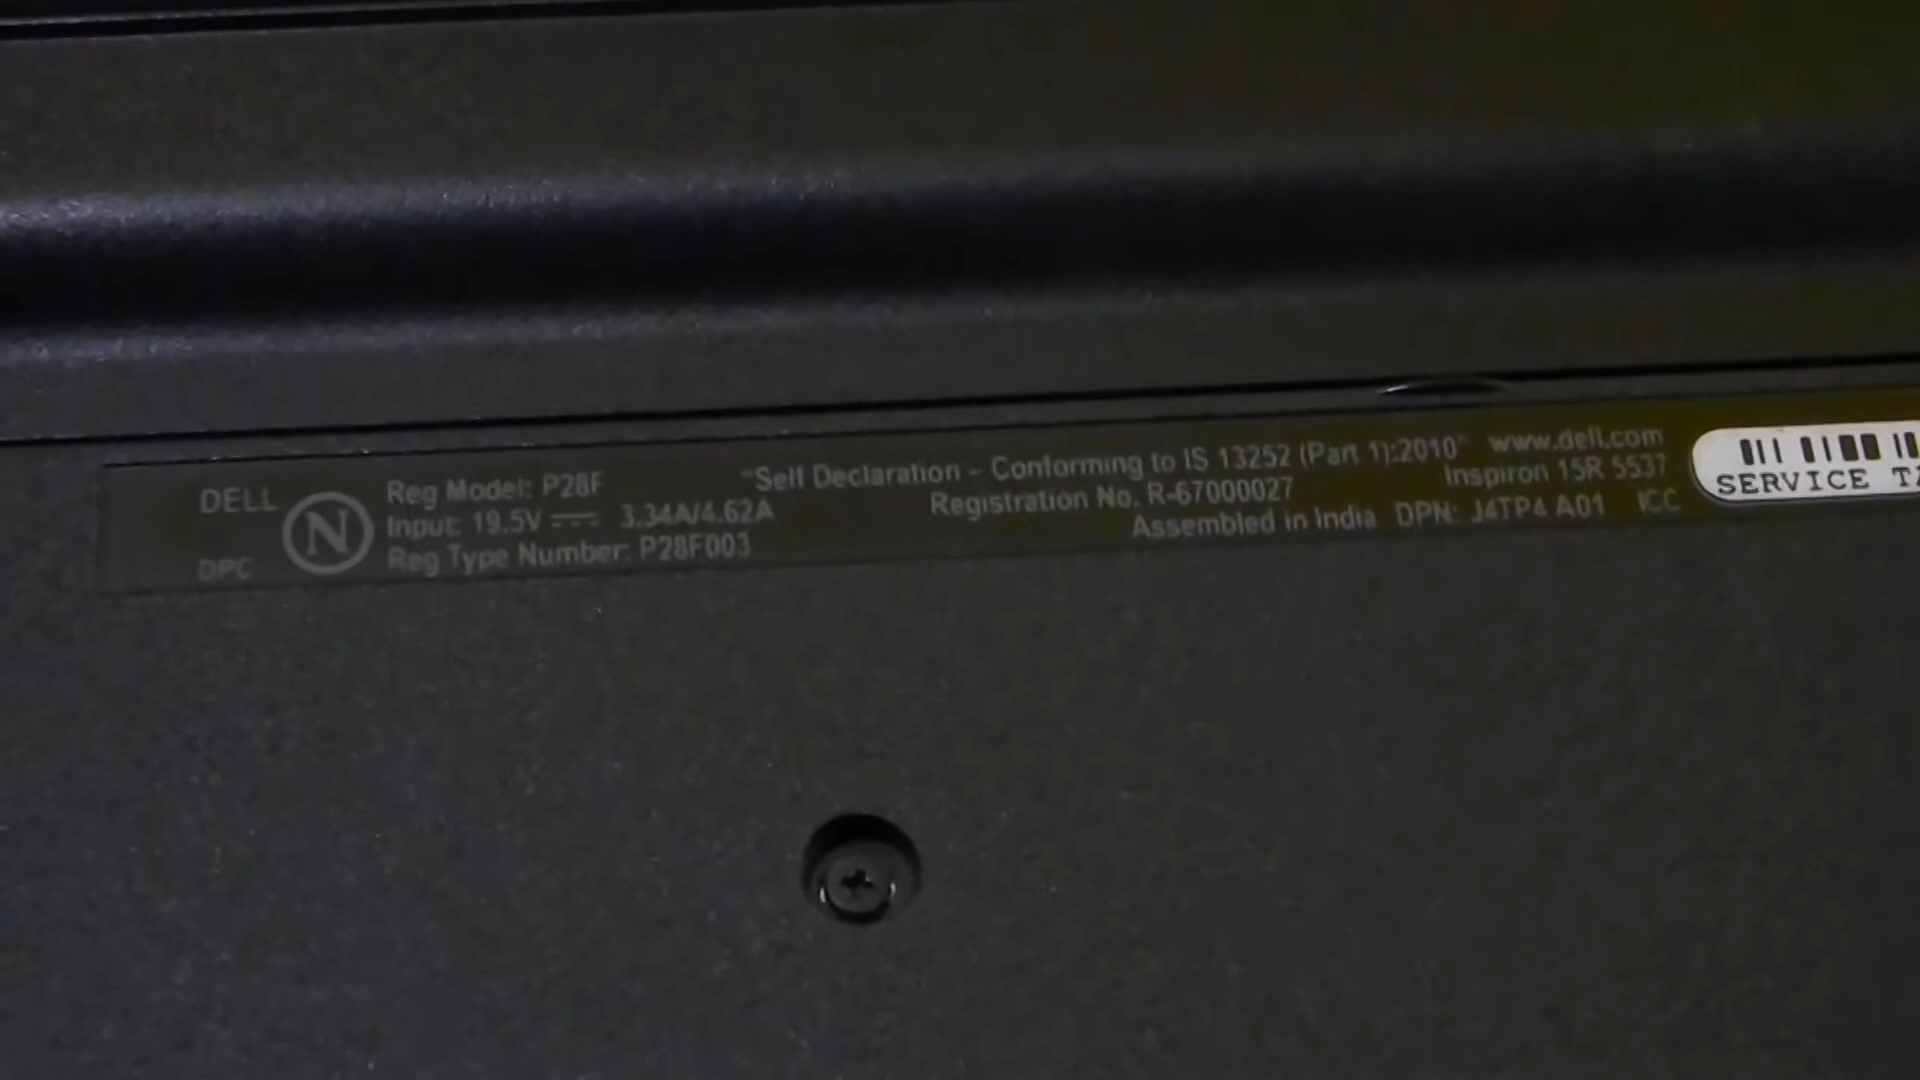 DELL
N
DPC
Reg Model: P28F
Input: 19.5V 3.34A/4.62A
Reg Type Number: P28F003
"Self Declaration - Conforming to IS 13252 (Part 1):2010" www.dell.com
Registration No. R-67000027 Inspiron 15R 5537
Assembled in India DPN: J4TP4 A01 ICC
SERVICE